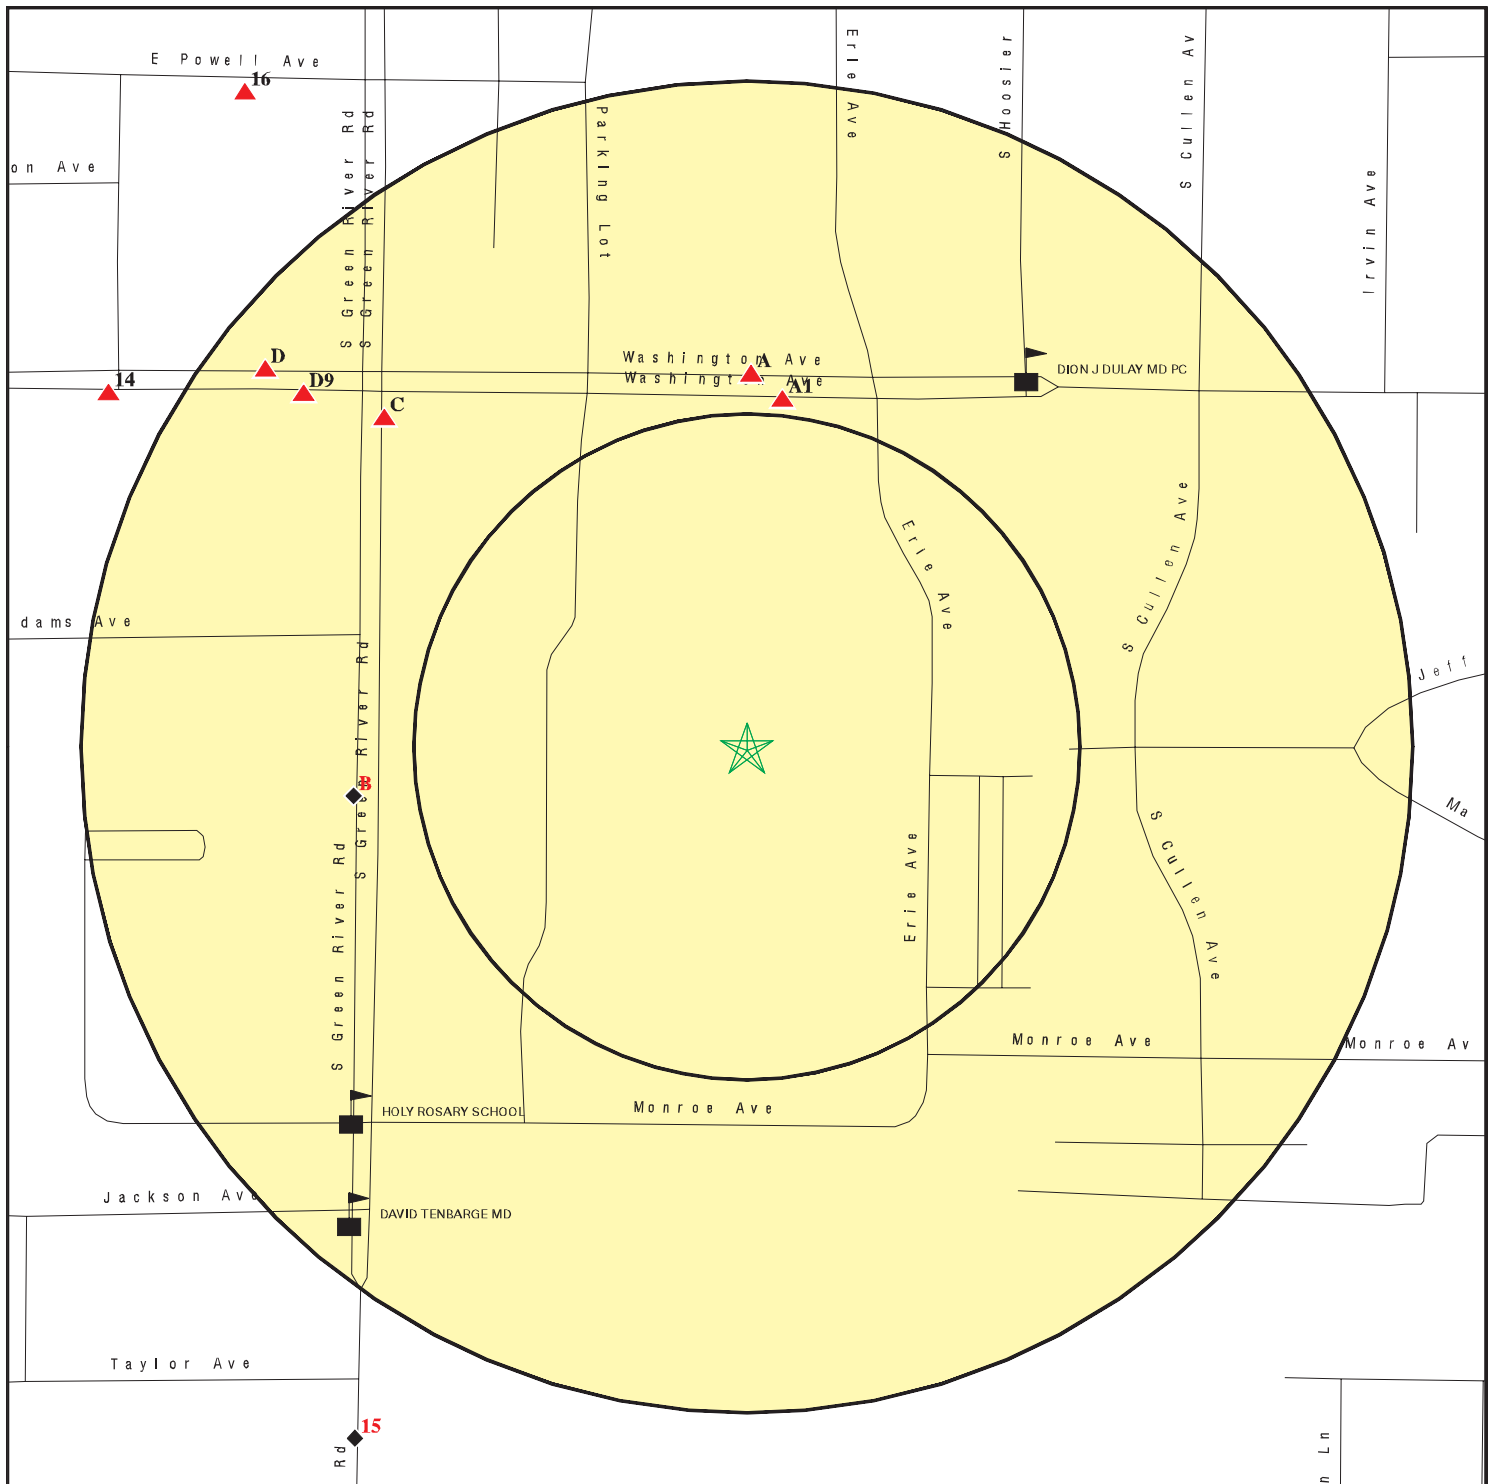 E Powell Ave
16
on Ave
S Green River Rd
S Green River Rd
Parking Lot
Erie Ave
S Hoosier
S Cullen Av
Irvin Ave
D
D9
14
C
Washington Ave
Washington Ave
A
A1
DION J DULAY MD PC
Erie Ave
S Cullen Ave
dams Ave
S Green River Rd
B
Jeff
Ma
S Green River Rd
Erie Ave
S Cullen Ave
Monroe Ave
Monroe Av
HOLY ROSARY SCHOOL
Monroe Ave
Jackson Ave
DAVID TENBARGE MD
Taylor Ave
15
Rd
n Ln